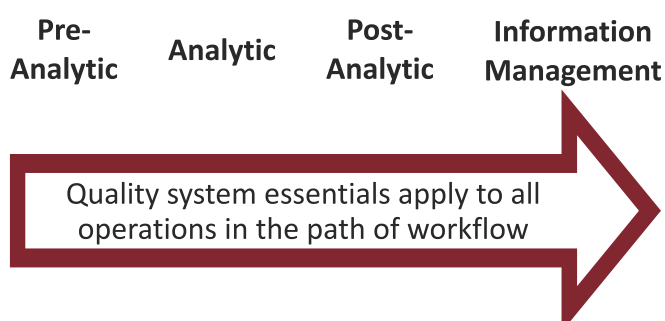 Pre-
Analytic
Analytic
Post-
Analytic
Information
Management
Quality system essentials apply to all
operations in the path of workflow